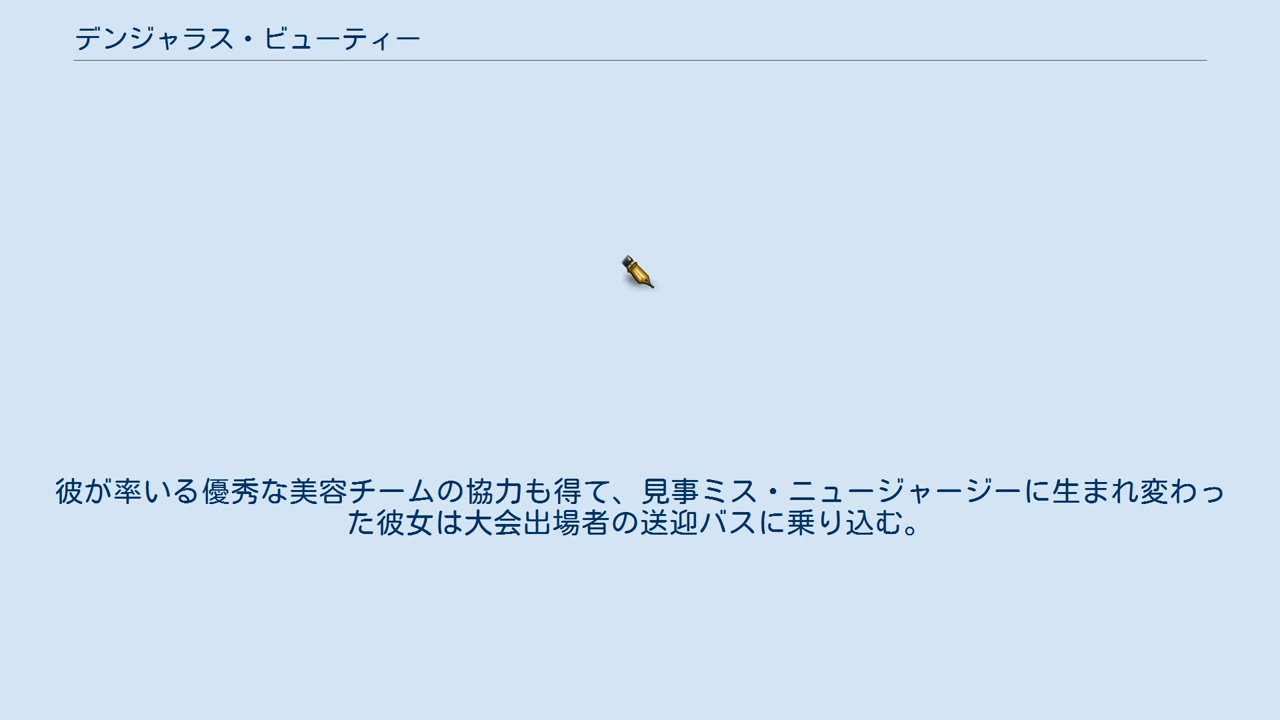 デンジャラス・ビューティー
彼が率いる優秀な美容チームの協力も得て、見事ミス・ニュージャージーに生まれ変わっ
た彼女は大会出場者の送迎バスに乗り込む。